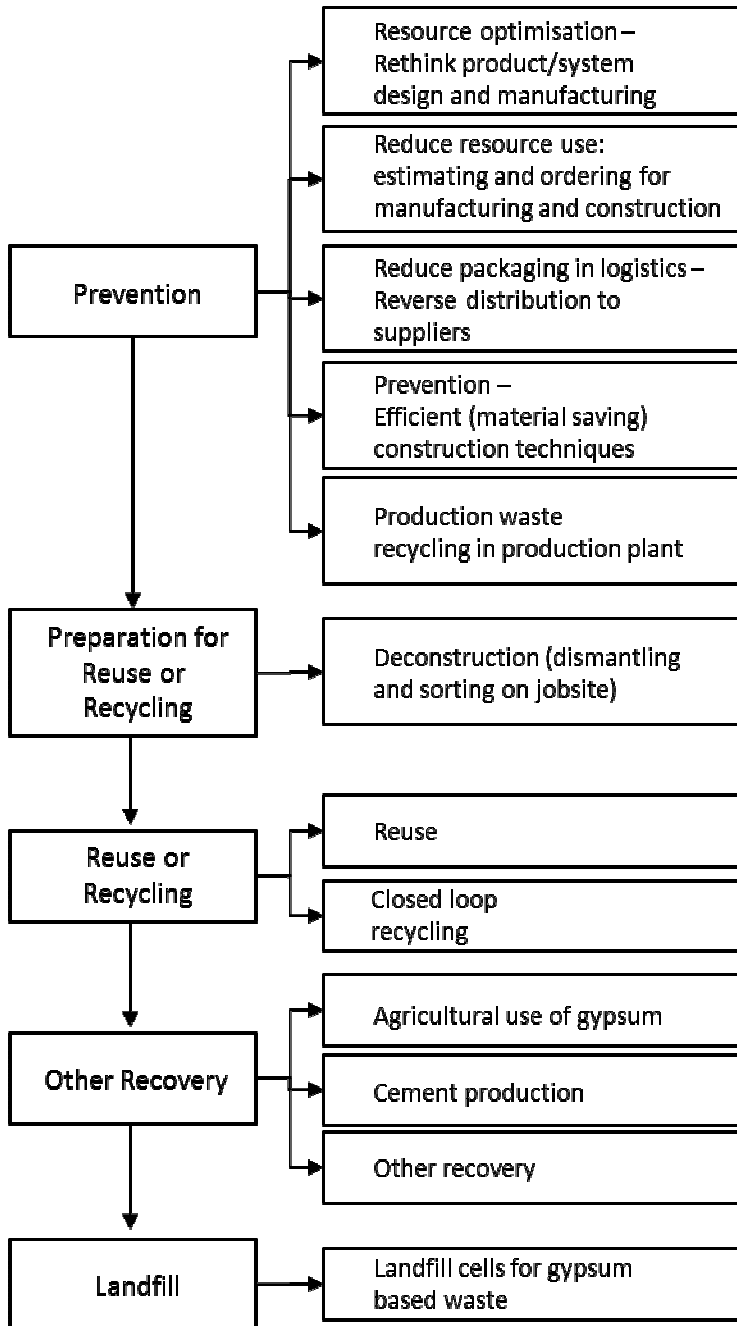 Resource optimisation –
Rethink product/system
design and manufacturing
Reduce resource use:
estimating and ordering for
manufacturing and construction
Prevention
Reduce packaging in logistics –
Reverse distribution to
suppliers
Prevention –
Efficient (material saving)
construction techniques
Production waste
recycling in production plant
Preparation for
Reuse or
Recycling
Deconstruction (dismantling
and sorting on jobsite)
Reuse or
Recycling
Reuse
Closed loop
recycling
Other Recovery
Agricultural use of gypsum
Cement production
Other recovery
Landfill
Landfill cells for gypsum
based waste